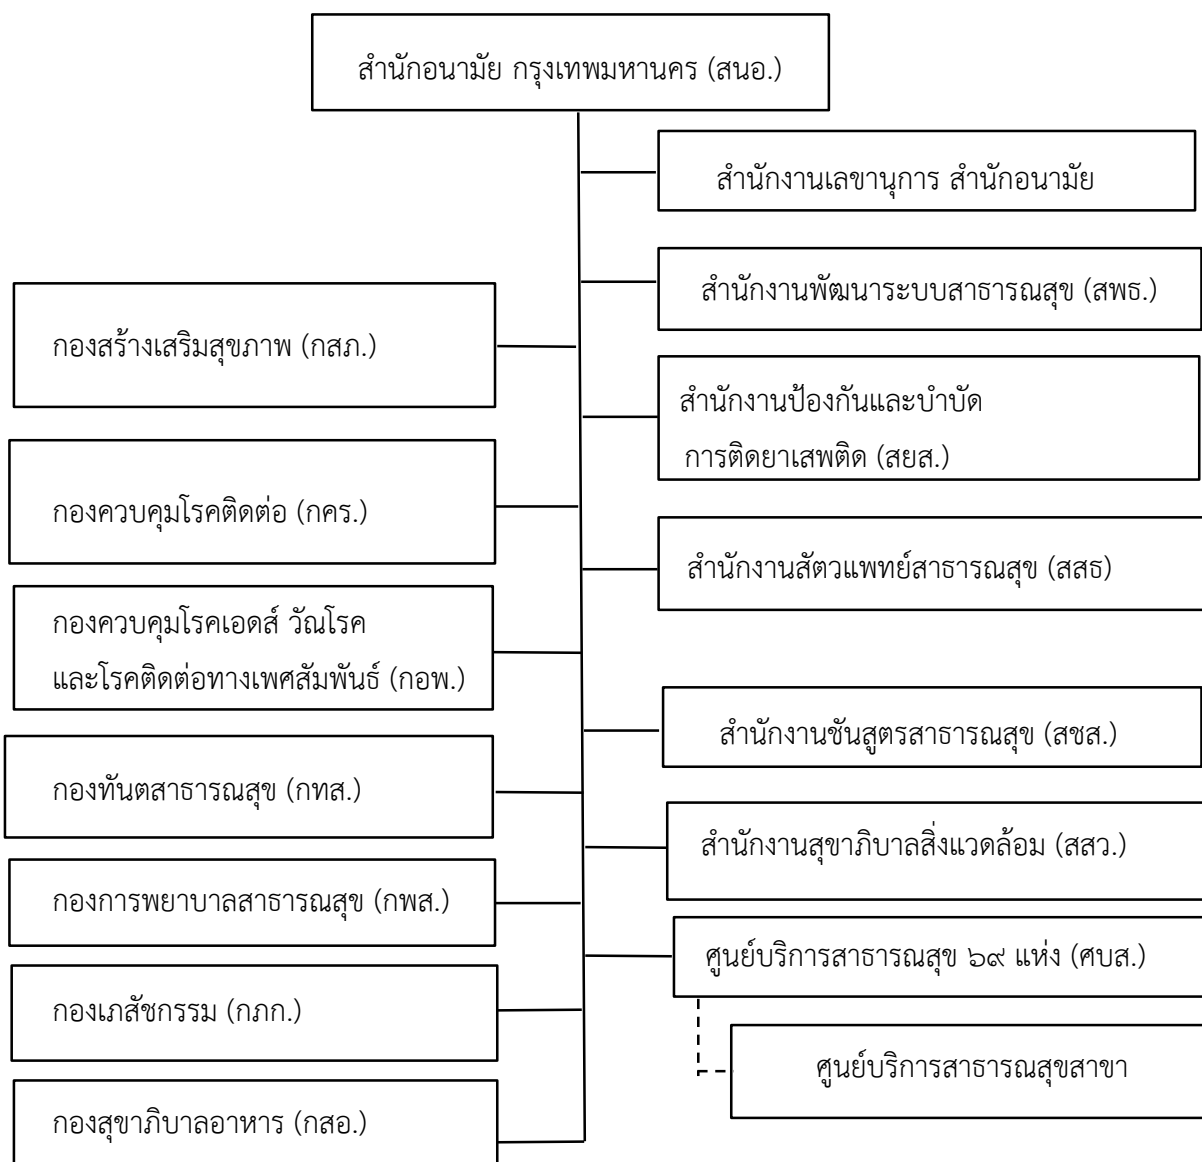 สำนักอนามัย กรุงเทพมหานคร (สนอ.)
สำนักงานเลขานุการ สำนักอนามัย
สำนักงานพัฒนาระบบสาธารณสุข (สพธ.)
กองสร้างเสริมสุขภาพ (กสภ.)
สำนักงานป้องกันและบำบัด
การติดยาเสพติด (สยส.)
กองควบคุมโรคติดต่อ (กคร.)
สำนักงานสัตวแพทย์สาธารณสุข (สสธ)
กองควบคุมโรคเอดส์ วัณโรค
และโรคติดต่อทางเพศสัมพันธ์ (กอพ.)
สำนักงานชันสูตรสาธารณสุข (สชส.)
กองทันตสาธารณสุข (กทส.)
สำนักงานสุขาภิบาลสิ่งแวดล้อม (สสว.)
กองการพยาบาลสาธารณสุข (กพส.)
ศูนย์บริการสาธารณสุข ๖๙ แห่ง (ศบส.)
กองเภสัชกรรม (กภก.)
ศูนย์บริการสาธารณสุขสาขา
กองสุขาภิบาลอาหาร (กสอ.)